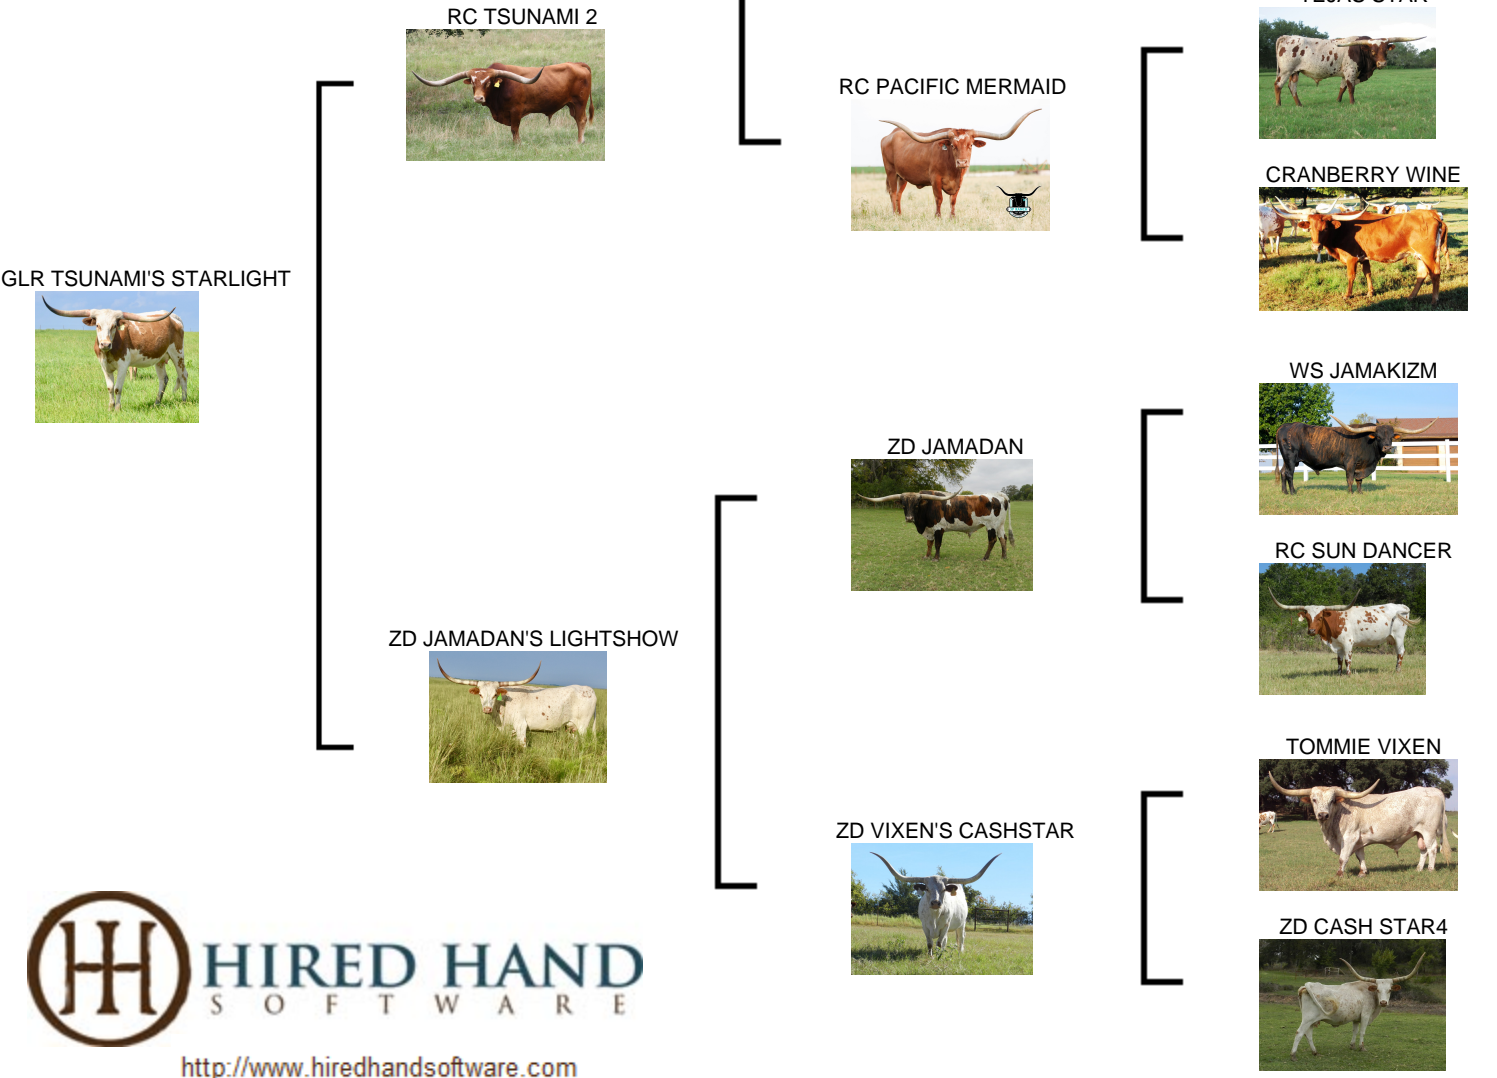 RC TSUNAMI 2
RC PACIFIC MERMAID
CRANBERRY WINE
GLR TSUNAMI'S STARLIGHT
WS JAMAKIZM
ZD JAMADAN
RC SUN DANCER
ZD JAMADAN'S LIGHTSHOW
TOMMIE VIXEN
ZD VIXEN'S CASHSTAR
ZD CASH STAR4
HIRED HAND
SOFTWARE
http://www.hiredhandsoftware.com